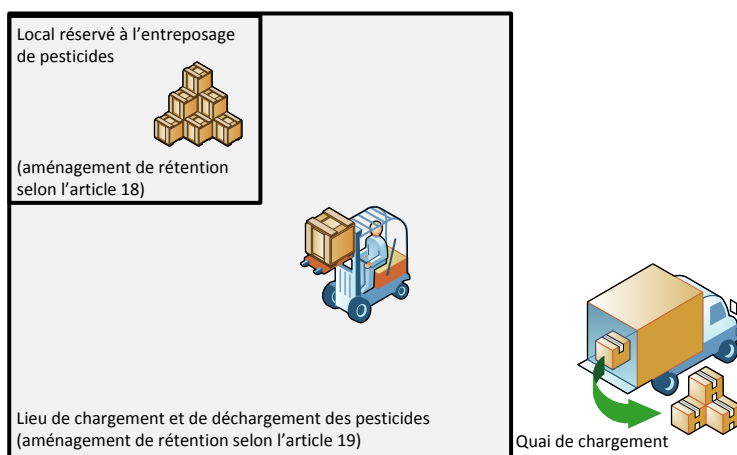 Local réservé à l’entreposage
de pesticides
(aménagement de rétention
selon l’article 18)
Lieu de chargement et de déchargement des pesticides
(aménagement de rétention selon l’article 19)
Quai de chargement